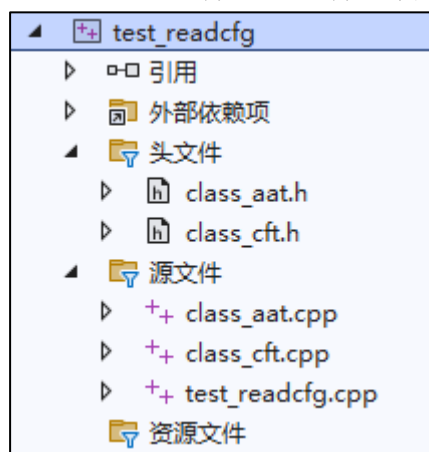 test_readcfg
引用
外部依赖项
头文件
class_aat.h
class_cft.h
源文件
class_aat.cpp
class_cft.cpp
test_readcfg.cpp
资源文件